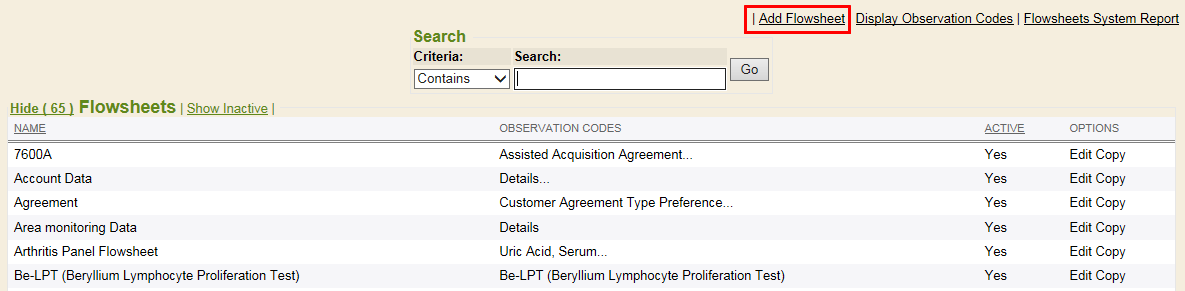 | Add Flowsheet Display Observation Codes | Flowsheets System Report
Search
Criteria: Search:
Contains Go
Hide ( 65 ) Flowsheets | Show Inactive |
NAME OBSERVATION CODES ACTIVE OPTIONS
7600A Assisted Acquisition Agreement... Yes Edit Copy
Account Data Details... Yes Edit Copy
Agreement Customer Agreement Type Preference... Yes Edit Copy
Area monitoring Data Details Yes Edit Copy
Arthritis Panel Flowsheet Uric Acid, Serum... Yes Edit Copy
Be-LPT (Beryllium Lymphocyte Proliferation Test) Be-LPT (Beryllium Lymphocyte Proliferation Test) Yes Edit Copy